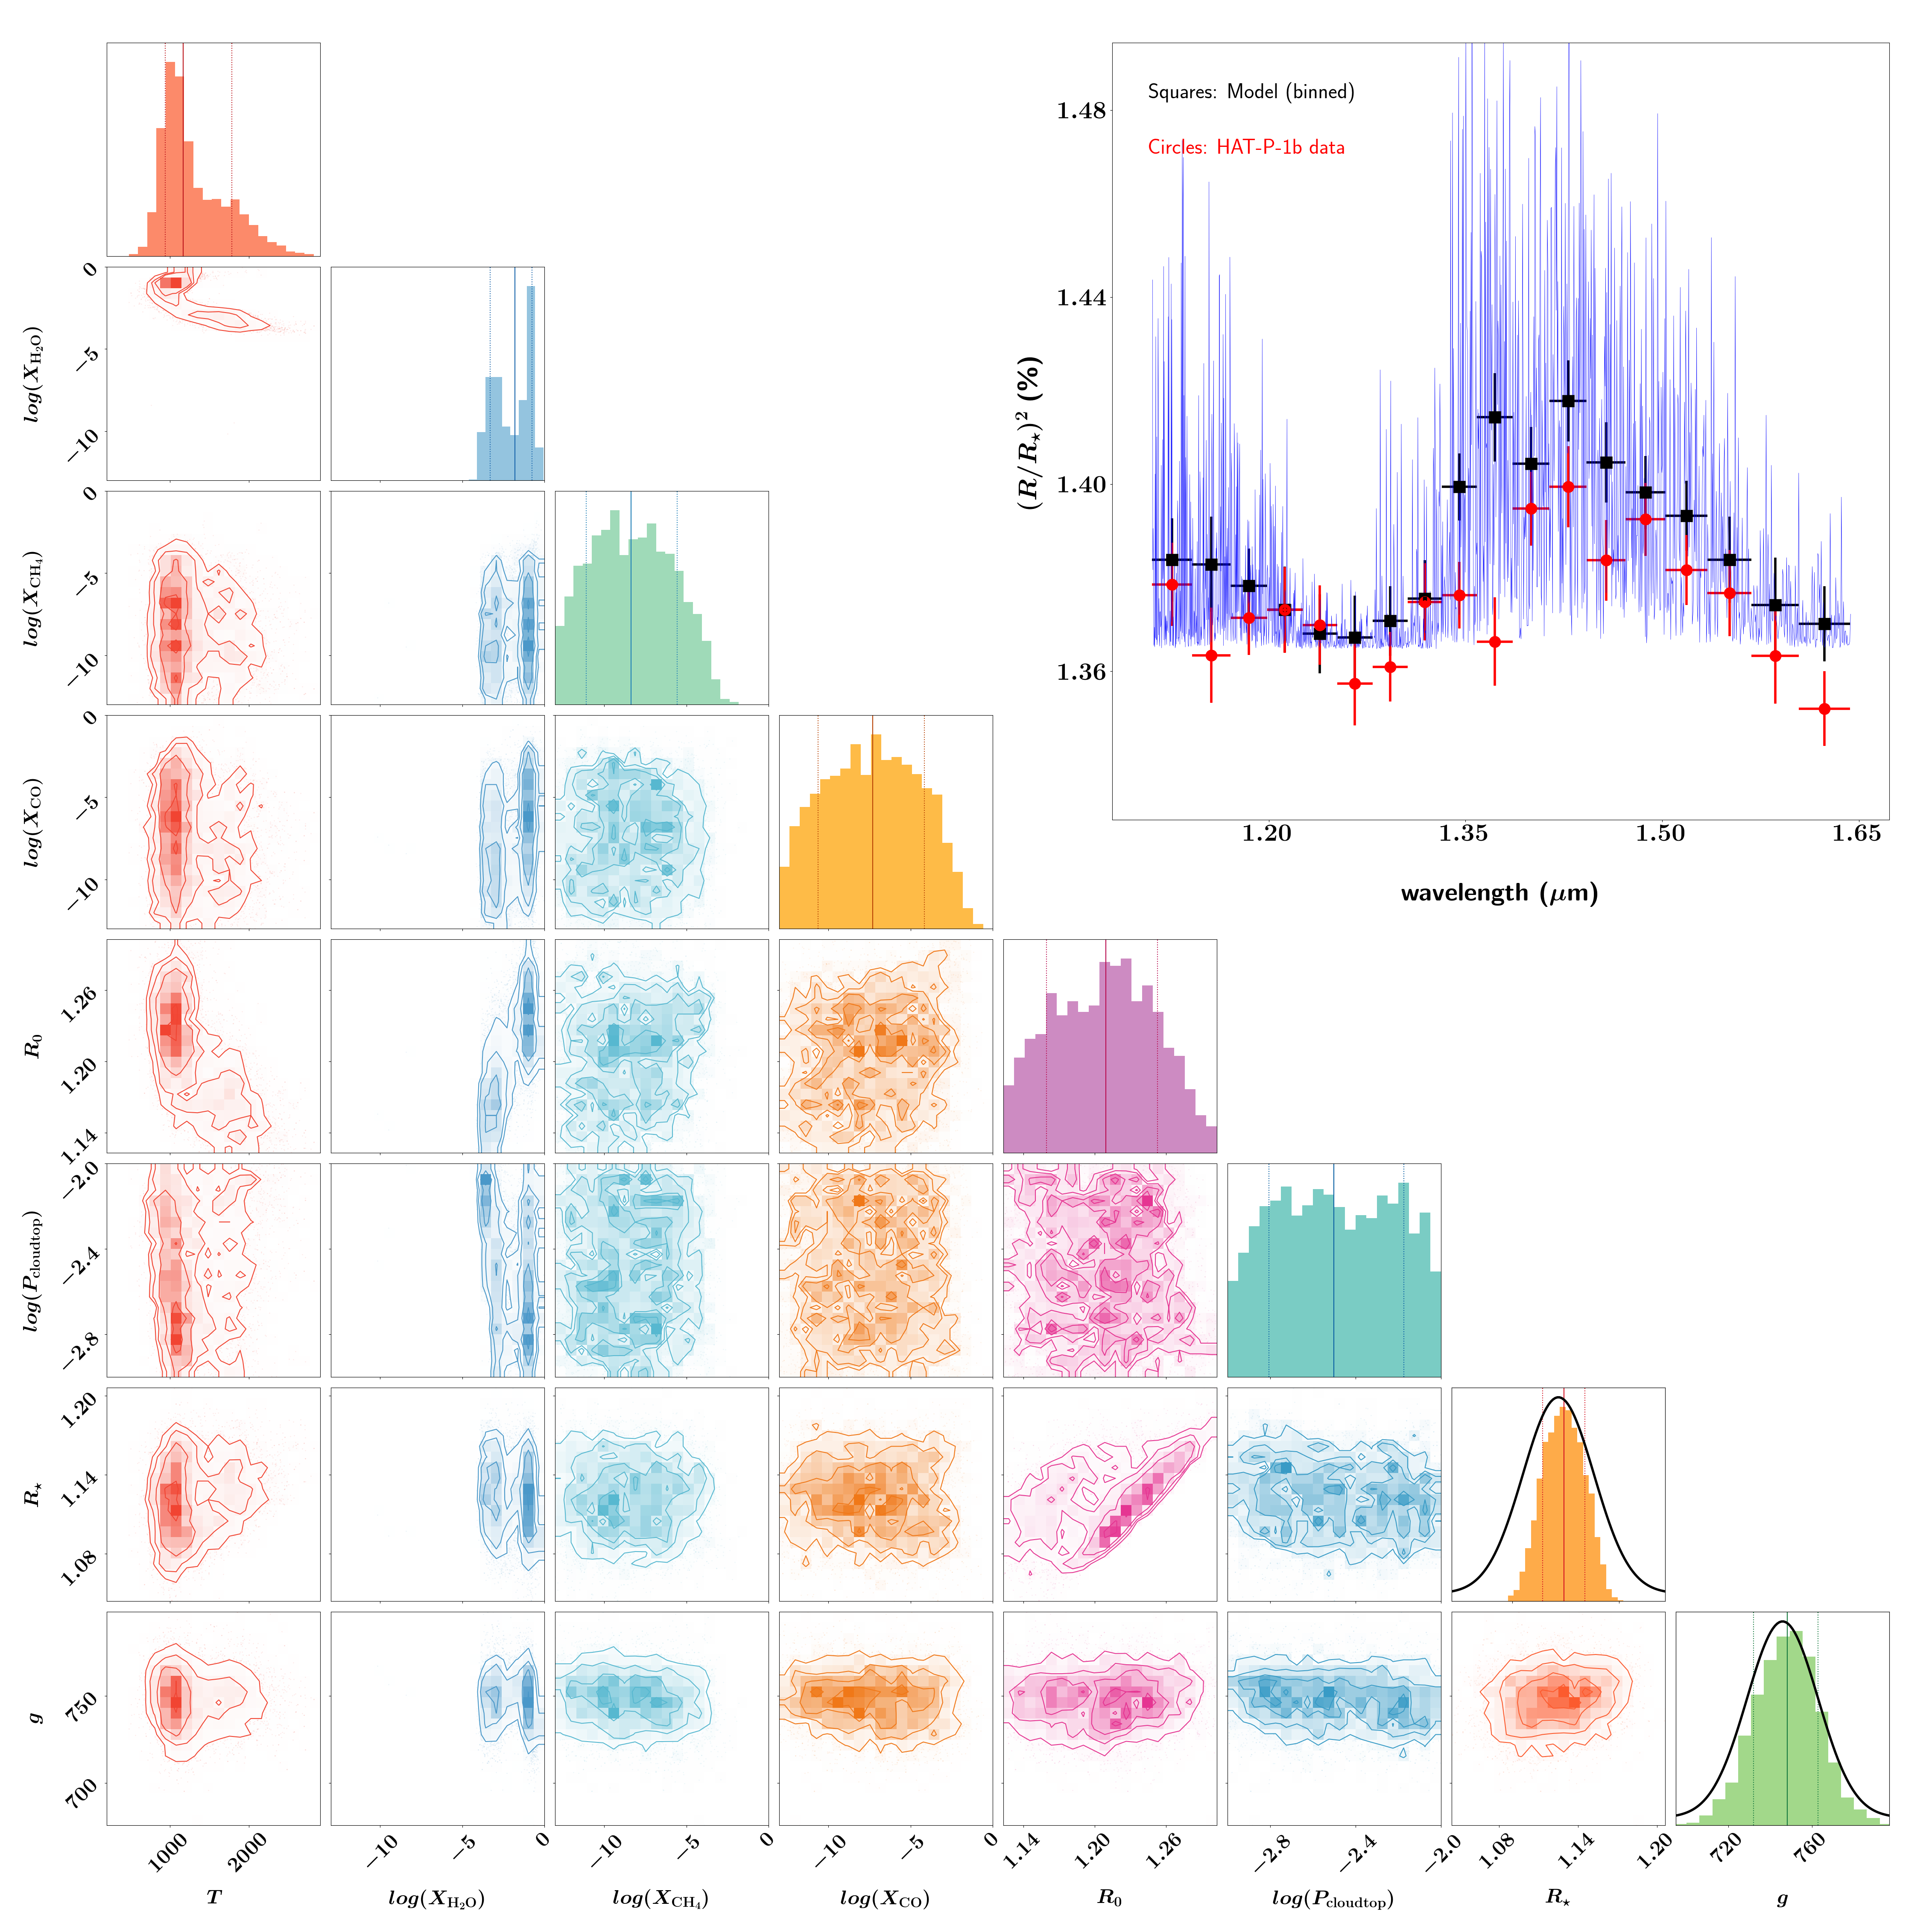 Squares: Model (binned)
Circles: HAT-P-1b data
(R/R⋆)² (%)
1.48
1.44
1.40
1.36
1.20 1.35 1.50 1.65
wavelength (μm)
log(X_H₂O)
0
−5
−10
log(X_CH₄)
0
−5
−10
log(X_CO)
0
−5
−10
R₀
1.26
1.20
1.14
log(P_cloudtop)
−2.0
−2.4
−2.8
R⋆
1.20
1.14
1.08
g
750
700
1000 2000 −10 −5 0 −10 −5 0 −10 −5 0 1.14 1.20 1.26 −2.8 −2.4 −2.0 1.08 1.14 1.20 720 760
T log(X_H₂O) log(X_CH₄) log(X_CO) R₀ log(P_cloudtop) R⋆ g